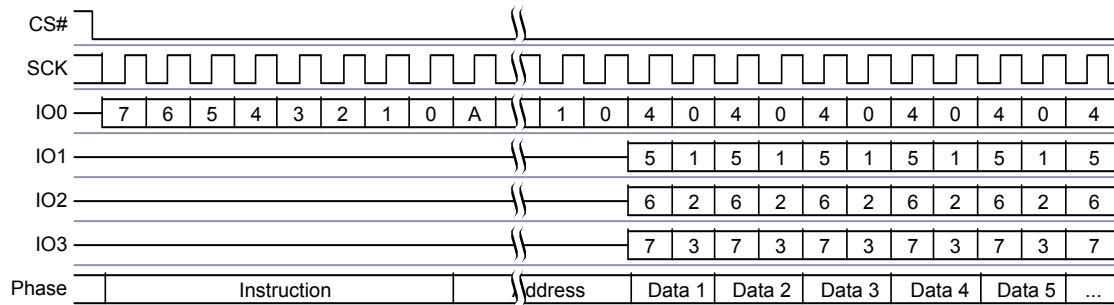 CS#
SCK
IO0 7 6 5 4 3 2 1 0 A 1 0 4 0 4 0 4 0 4 0 4 0 4
IO1 5 1 5 1 5 1 5 1 5 1 5
IO2 6 2 6 2 6 2 6 2 6 2 6
IO3 7 3 7 3 7 3 7 3 7 3 7
Phase Instruction Address Data 1 Data 2 Data 3 Data 4 Data 5 ...